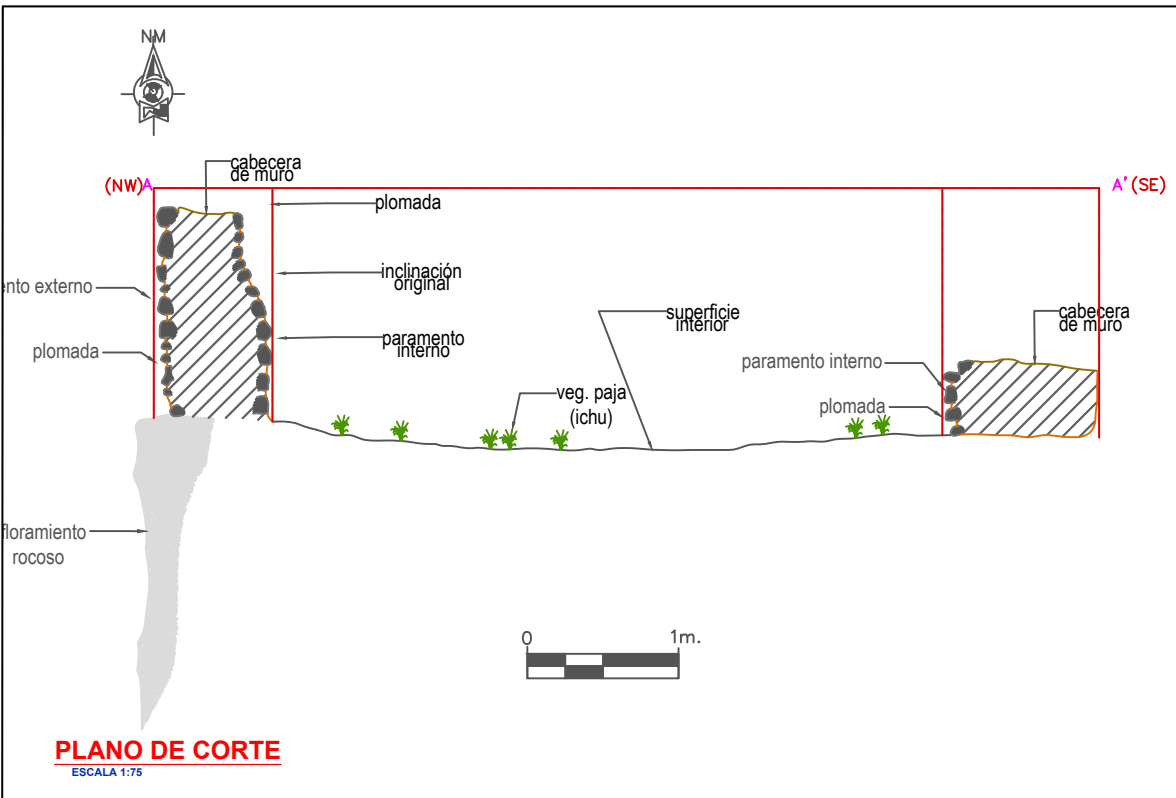 NM
cabecera
de muro
(NW) A
A' (SE)
plomada
inclinación
original
ento externo
superficie
interior
cabecera
de muro
paramento
interno
plomada
paramento interno
veg. paja
(ichu)
plomada
floramiento
rocoso
0 1m.
PLANO DE CORTE
ESCALA 1:75